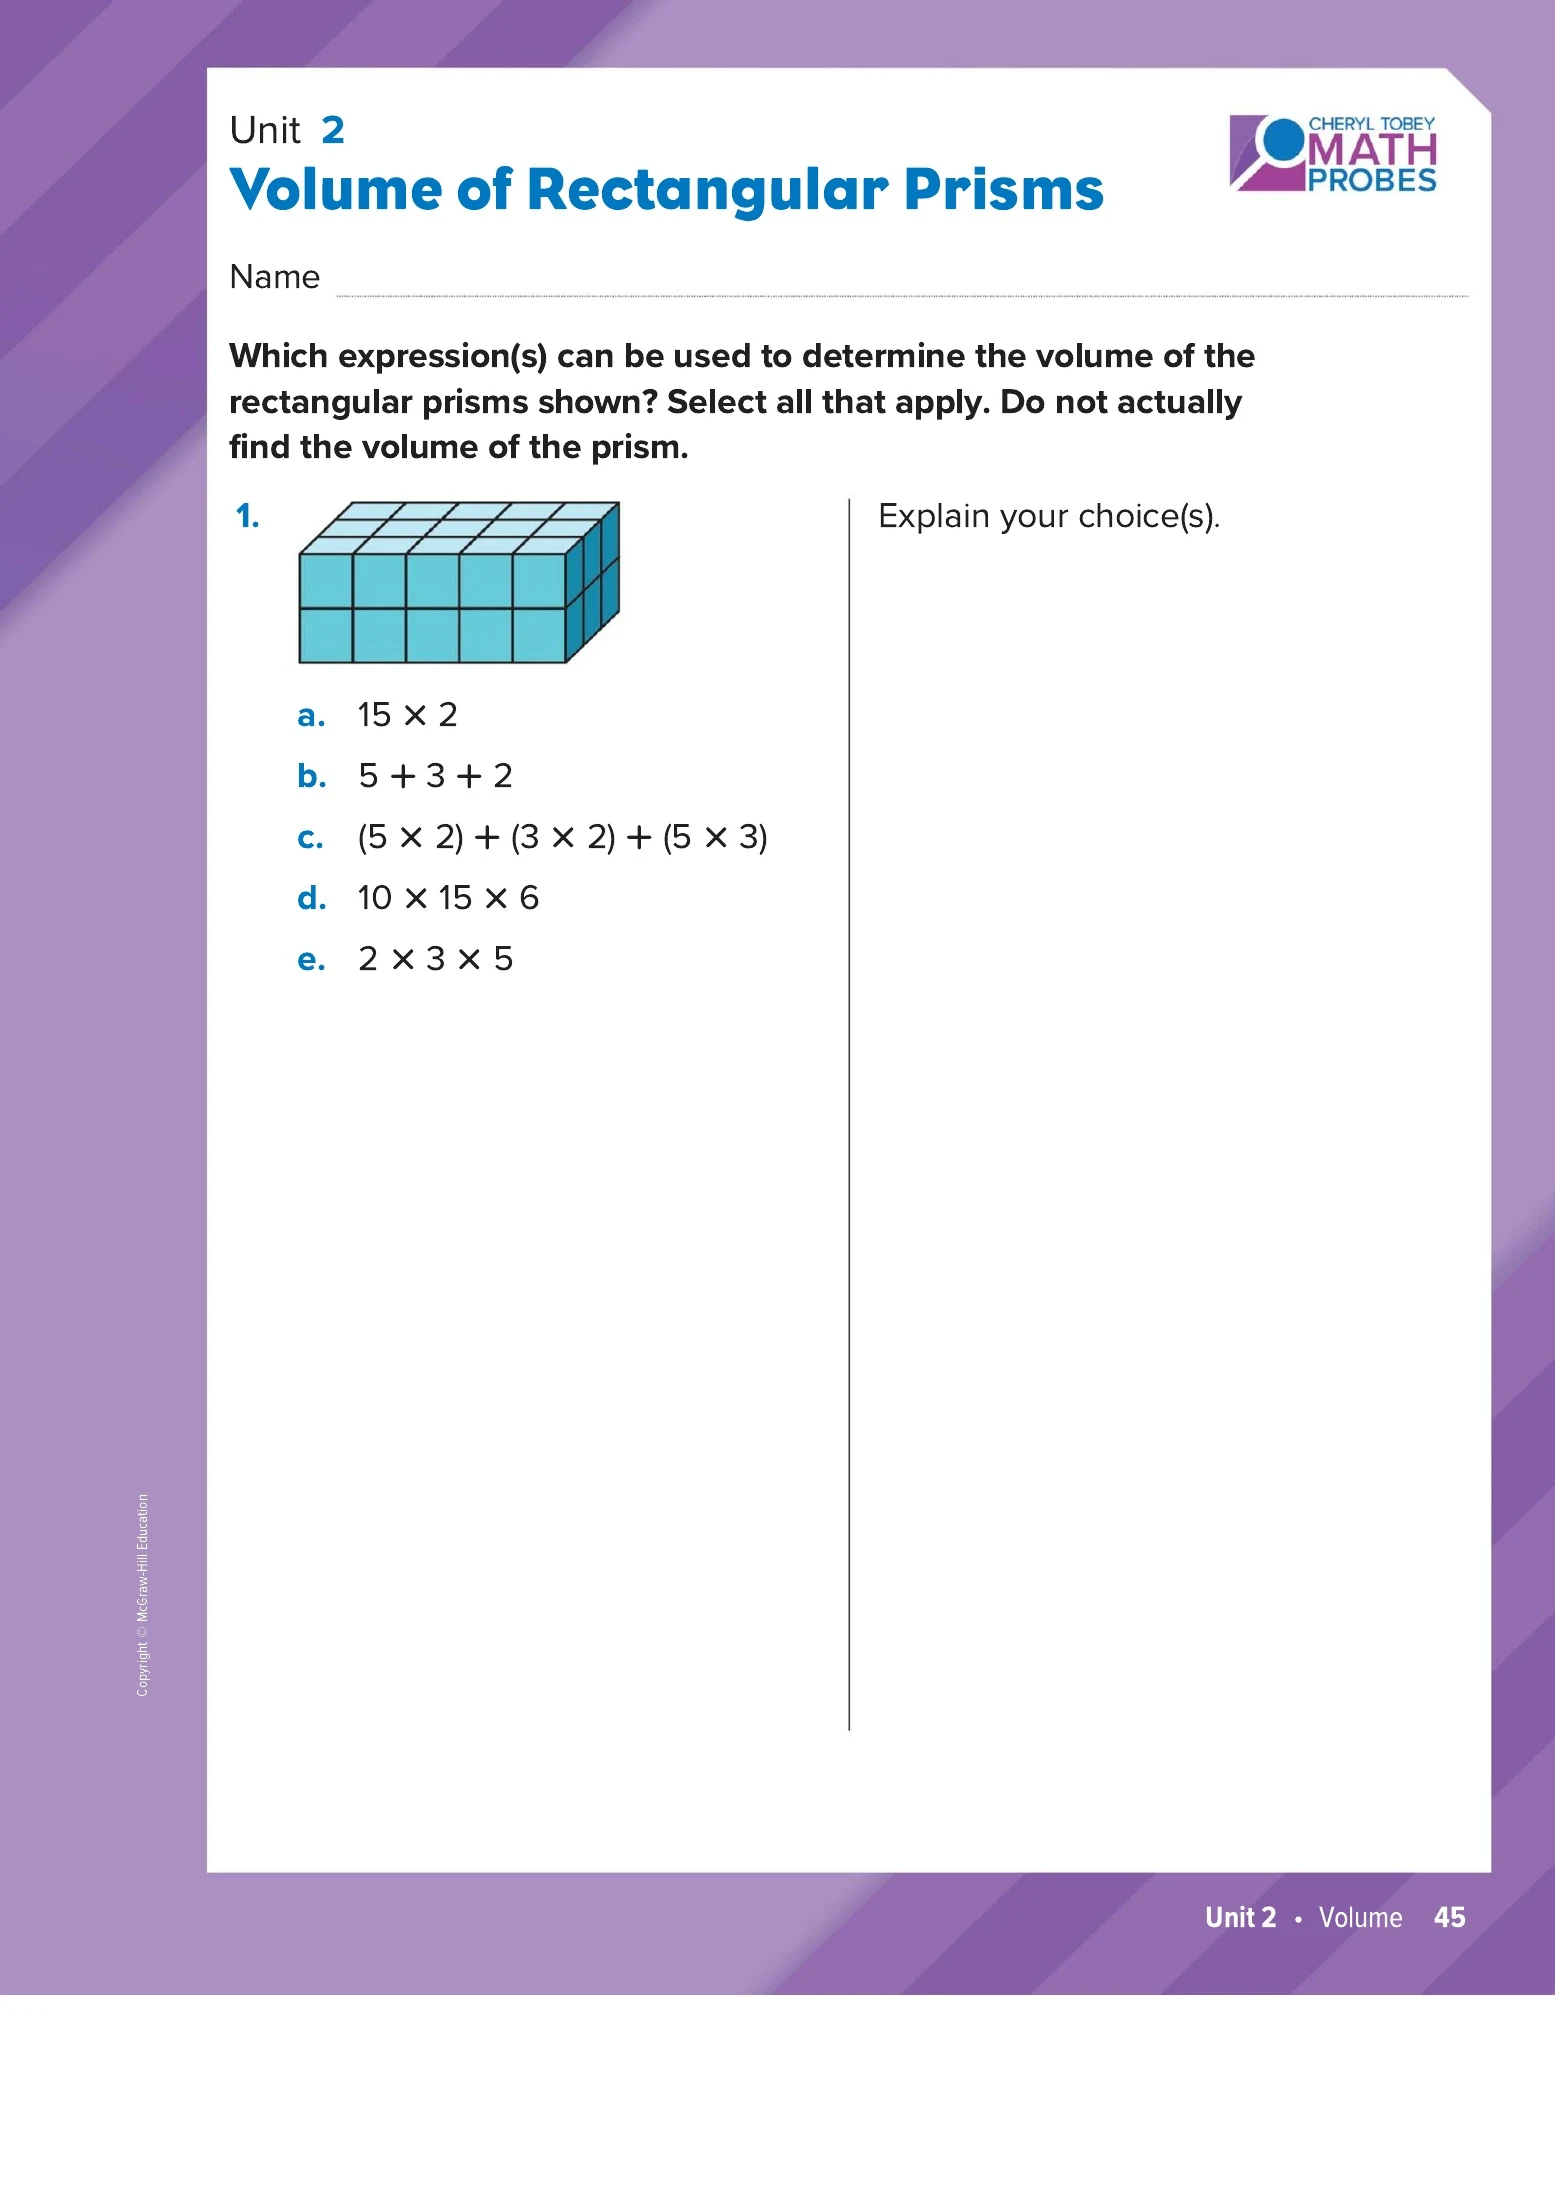 Unit 2
Volume of Rectangular Prisms
CHERYL TOBEY
MATH
PROBES
Name
Which expression(s) can be used to determine the volume of the
rectangular prisms shown? Select all that apply. Do not actually
find the volume of the prism.
1.
a. 15 × 2
b. 5 + 3 + 2
c. (5 × 2) + (3 × 2) + (5 × 3)
d. 10 × 15 × 6
e. 2 × 3 × 5
Explain your choice(s).
Copyright © McGraw-Hill Education
Unit 2 • Volume 45